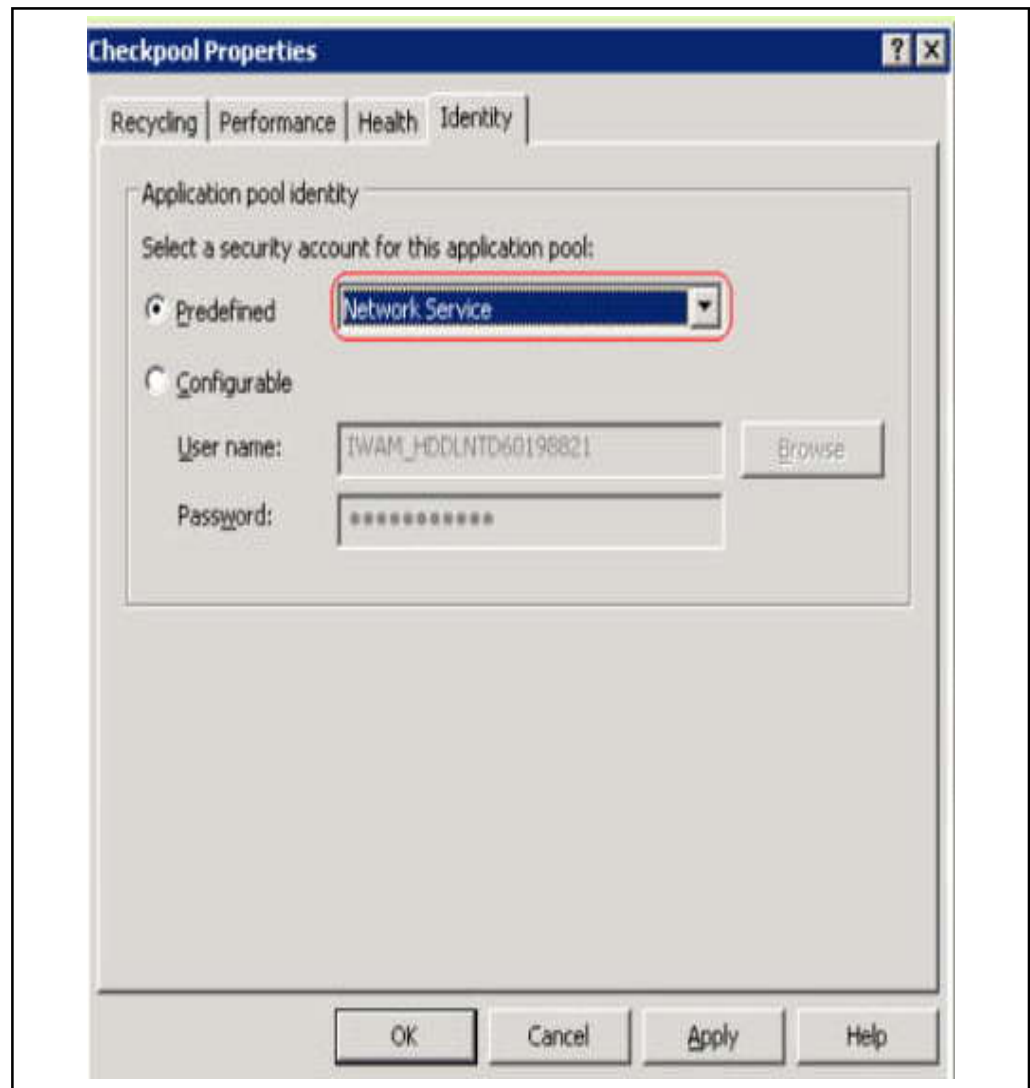 Checkpool Properties
Recycling Performance Health Identity
Application pool identity
Select a security account for this application pool:
Predefined Network Service
Configurable
User name: IWAM_HDDLNTD60198821 Browse
Password: •••••••••••
OK Cancel Apply Help